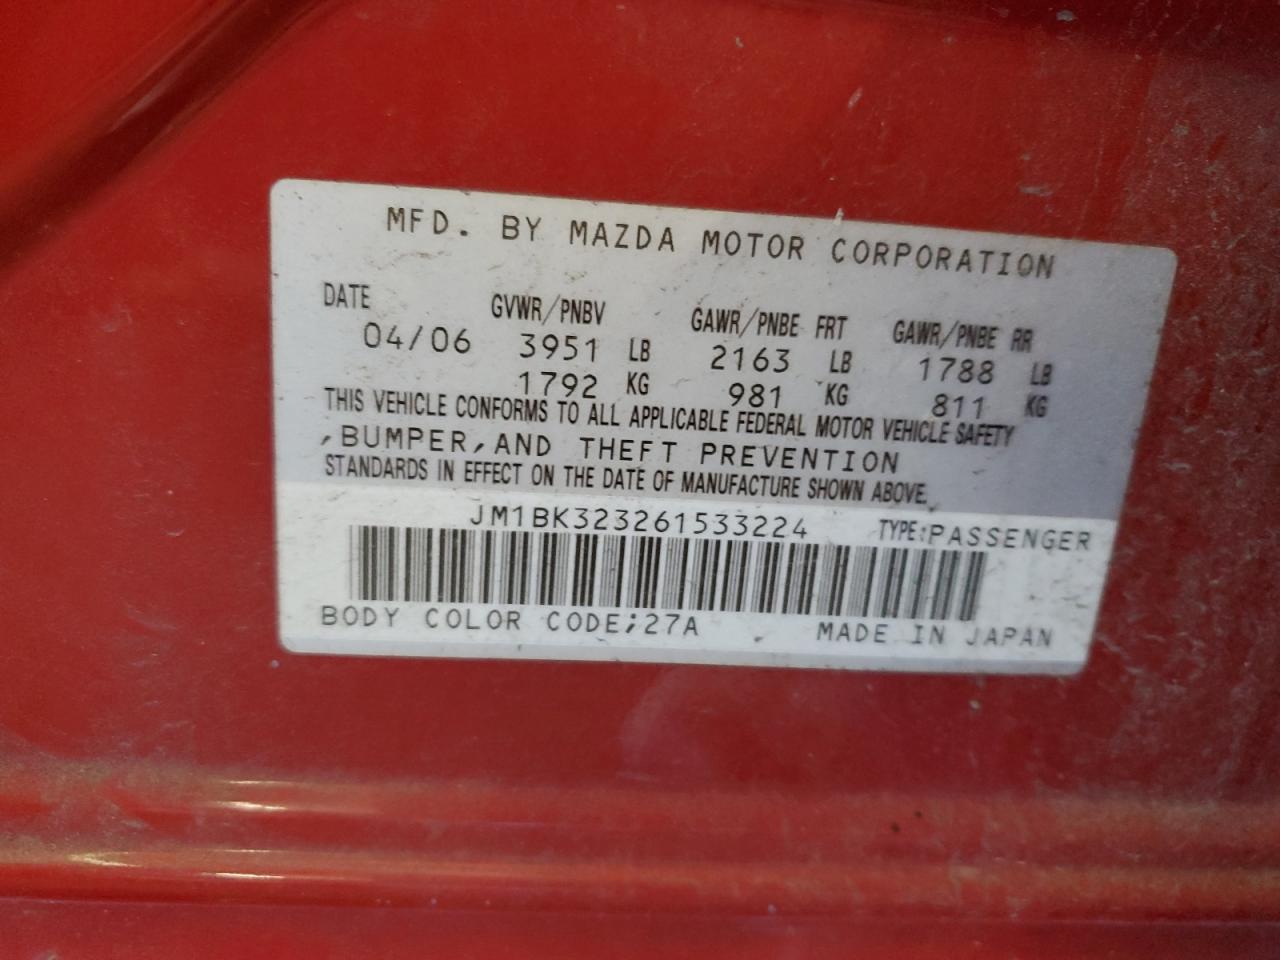 MFD. BY MAZDA MOTOR CORPORATION
DATE GVWR/PNBV GAWR/PNBE FRT GAWR/PNBE RR
04/06 3951 LB 2163 LB 1788 LB
1792 KG 981 KG 811 KG
THIS VEHICLE CONFORMS TO ALL APPLICABLE FEDERAL MOTOR VEHICLE SAFETY
,BUMPER,AND THEFT PREVENTION
STANDARDS IN EFFECT ON THE DATE OF MANUFACTURE SHOWN ABOVE.
JM1BK323261533224 TYPE:PASSENGER
BODY COLOR CODE;27A MADE IN JAPAN